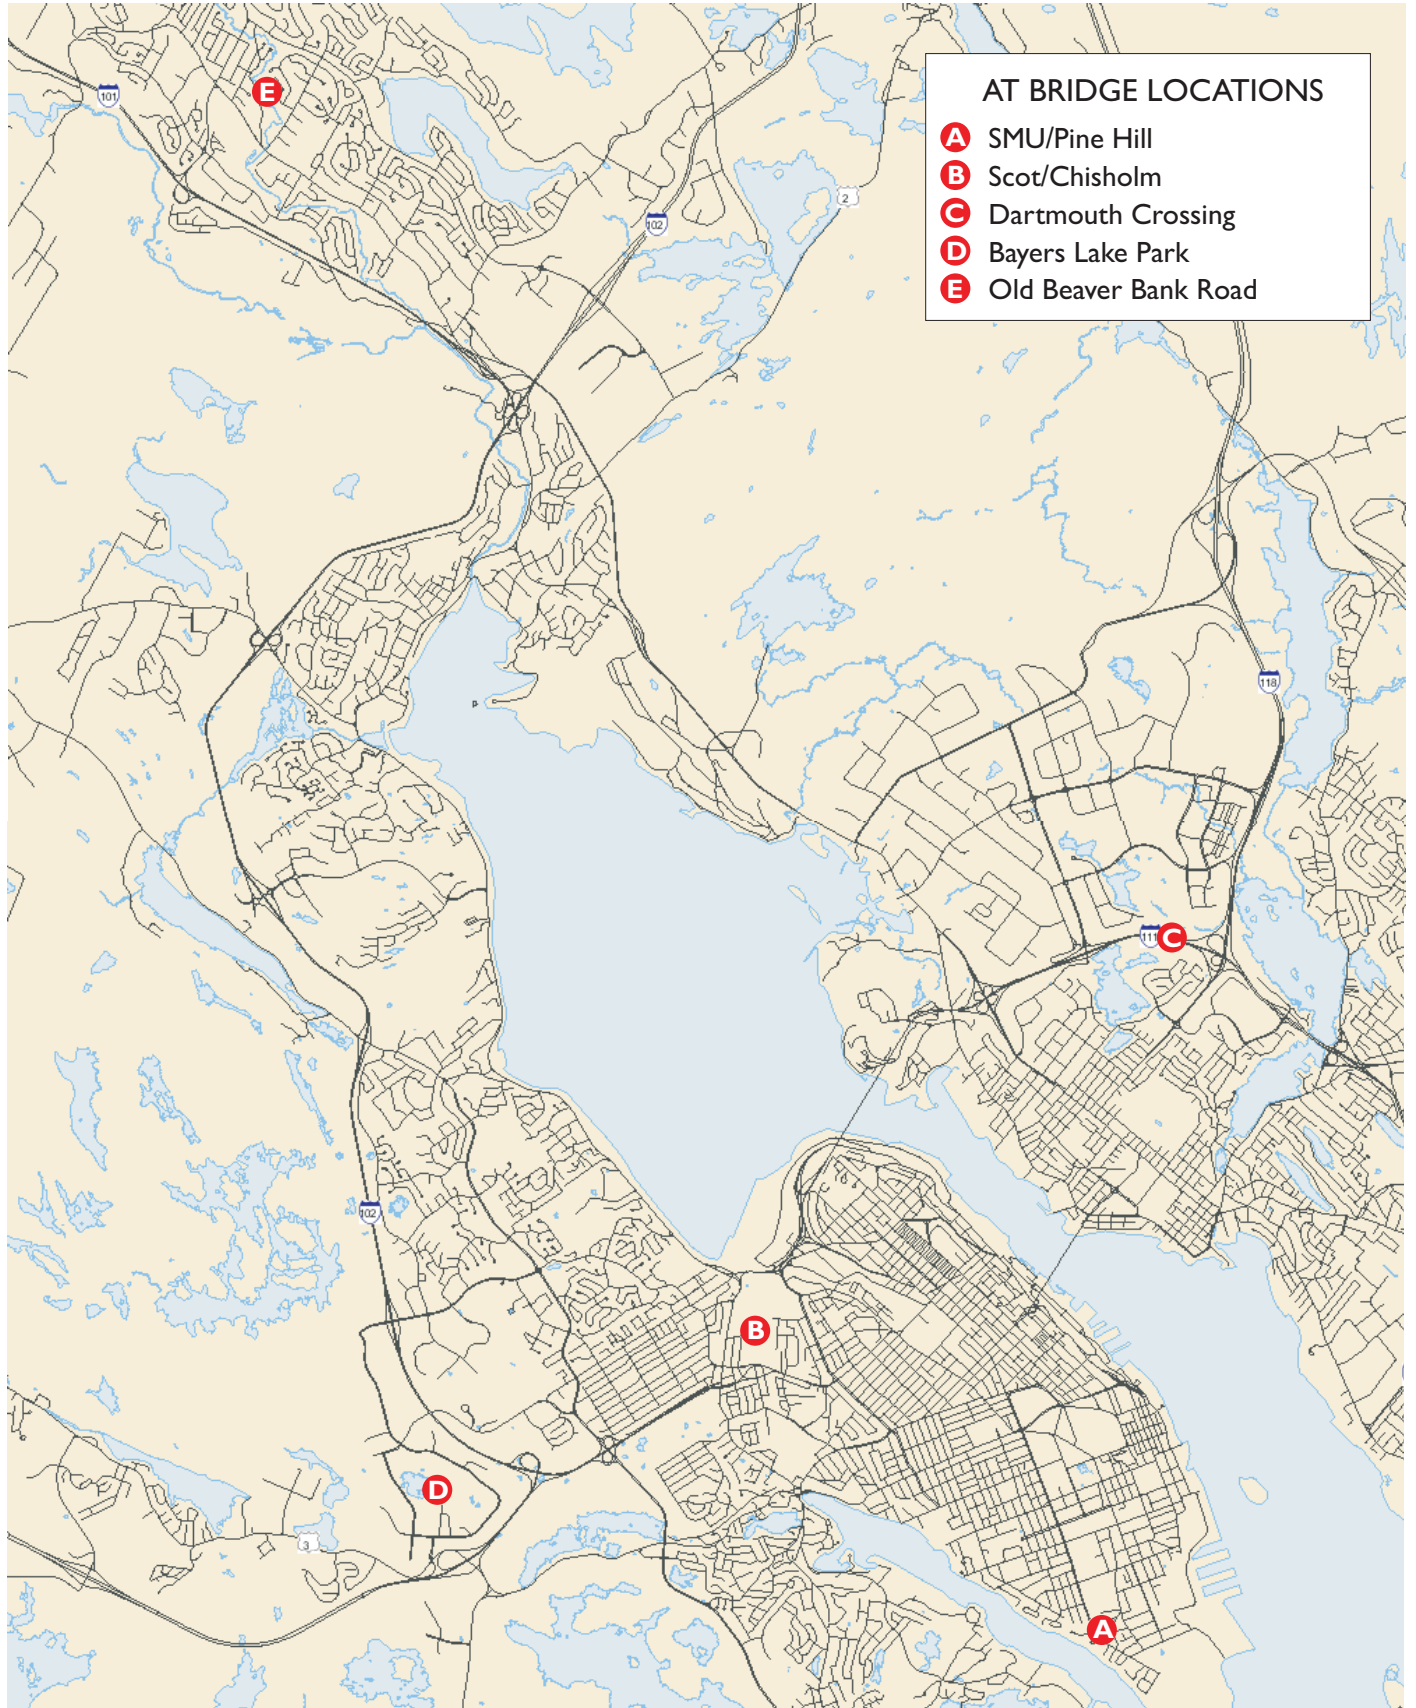 AT BRIDGE LOCATIONS
A SMU/Pine Hill
B Scot/Chisholm
C Dartmouth Crossing
D Bayers Lake Park
E Old Beaver Bank Road
E
101
102
2
118
111
C
102
B
D
3
A